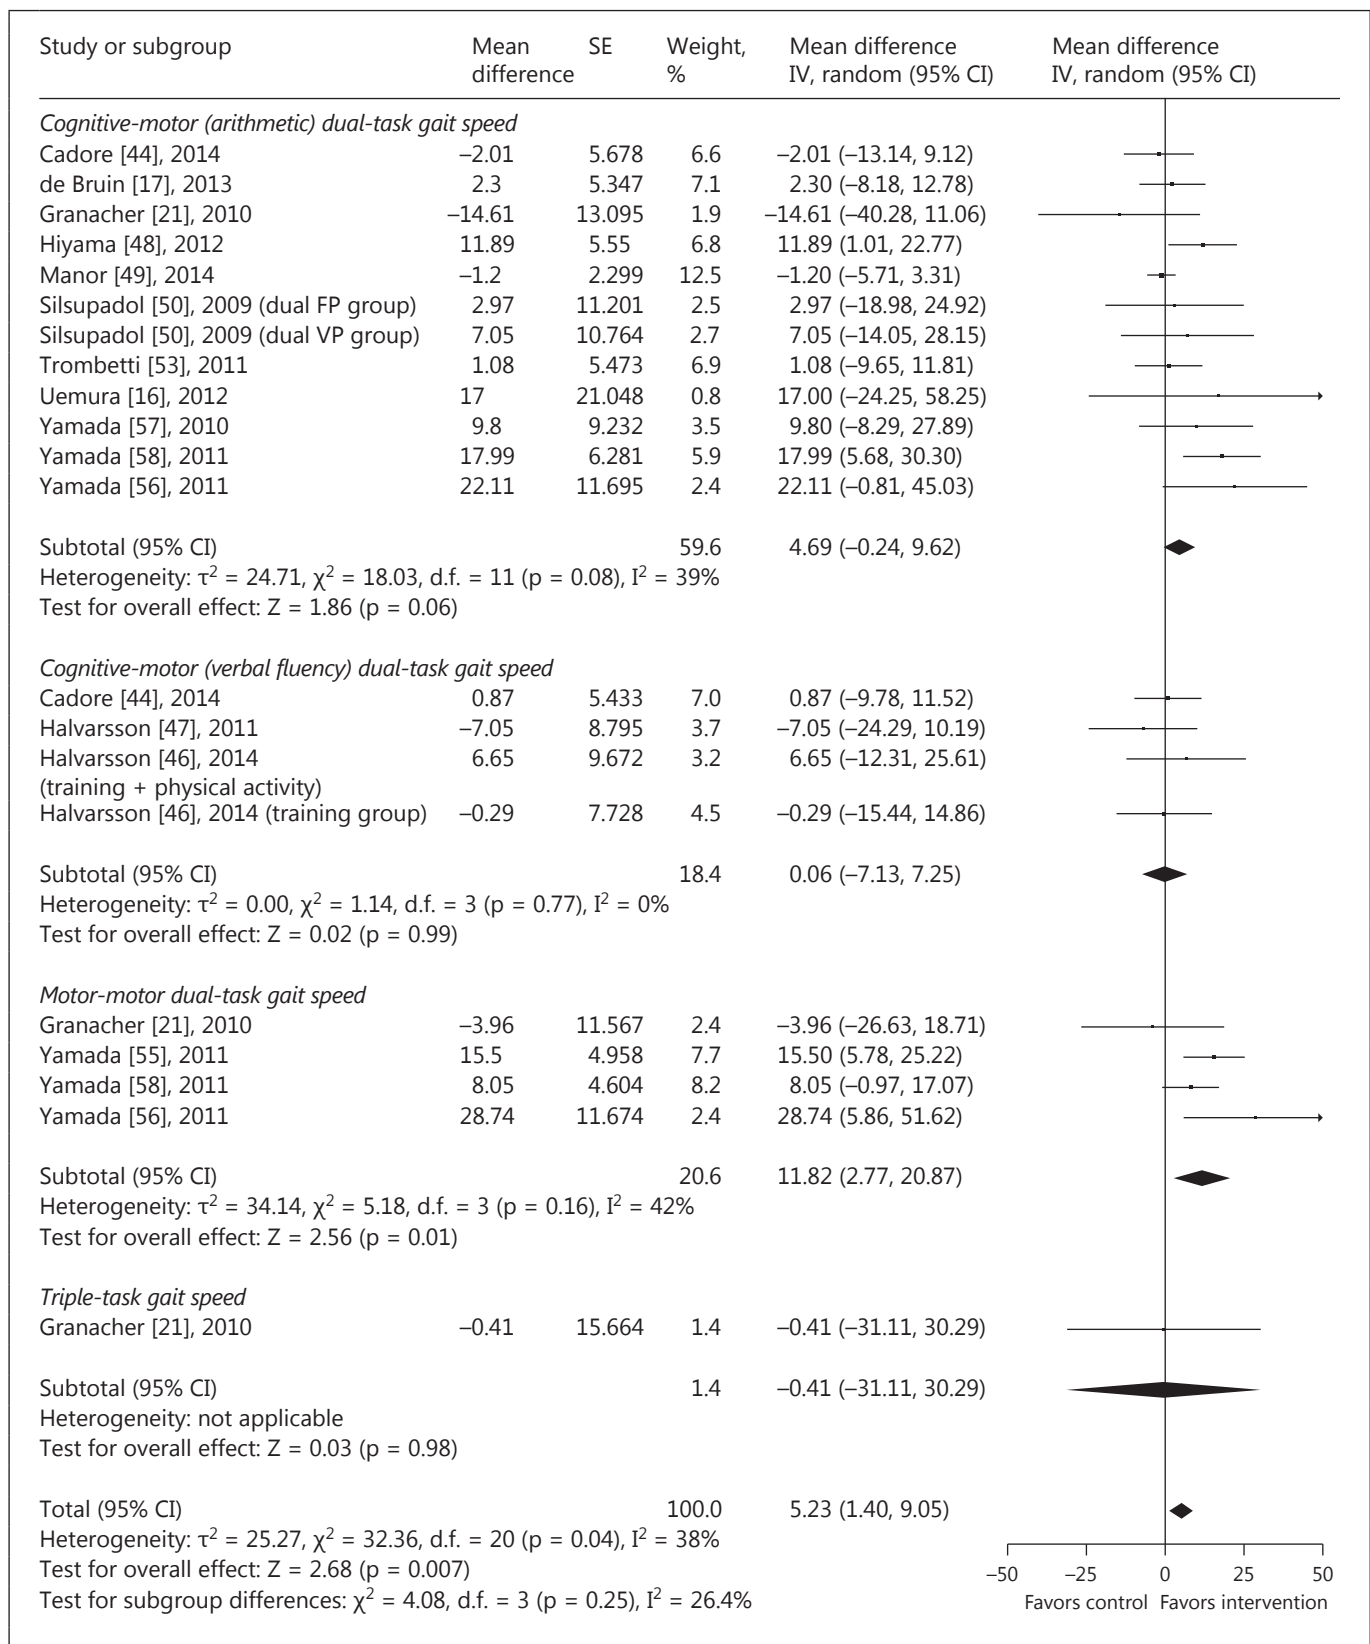 Study or subgroup Mean difference SE Weight, % Mean difference IV, random (95% CI) Mean difference IV, random (95% CI)
Cognitive-motor (arithmetic) dual-task gait speed
Cadore [44], 2014 –2.01 5.678 6.6 –2.01 (–13.14, 9.12)
de Bruin [17], 2013 2.3 5.347 7.1 2.30 (–8.18, 12.78)
Granacher [21], 2010 –14.61 13.095 1.9 –14.61 (–40.28, 11.06)
Hiyama [48], 2012 11.89 5.55 6.8 11.89 (1.01, 22.77)
Manor [49], 2014 –1.2 2.299 12.5 –1.20 (–5.71, 3.31)
Silsupadol [50], 2009 (dual FP group) 2.97 11.201 2.5 2.97 (–18.98, 24.92)
Silsupadol [50], 2009 (dual VP group) 7.05 10.764 2.7 7.05 (–14.05, 28.15)
Trombetti [53], 2011 1.08 5.473 6.9 1.08 (–9.65, 11.81)
Uemura [16], 2012 17 21.048 0.8 17.00 (–24.25, 58.25)
Yamada [57], 2010 9.8 9.232 3.5 9.80 (–8.29, 27.89)
Yamada [58], 2011 17.99 6.281 5.9 17.99 (5.68, 30.30)
Yamada [56], 2011 22.11 11.695 2.4 22.11 (–0.81, 45.03)
Subtotal (95% CI) 59.6 4.69 (–0.24, 9.62)
Heterogeneity: τ² = 24.71, χ² = 18.03, d.f. = 11 (p = 0.08), I² = 39%
Test for overall effect: Z = 1.86 (p = 0.06)
Cognitive-motor (verbal fluency) dual-task gait speed
Cadore [44], 2014 0.87 5.433 7.0 0.87 (–9.78, 11.52)
Halvarsson [47], 2011 –7.05 8.795 3.7 –7.05 (–24.29, 10.19)
Halvarsson [46], 2014 6.65 9.672 3.2 6.65 (–12.31, 25.61)
(training + physical activity)
Halvarsson [46], 2014 (training group) –0.29 7.728 4.5 –0.29 (–15.44, 14.86)
Subtotal (95% CI) 18.4 0.06 (–7.13, 7.25)
Heterogeneity: τ² = 0.00, χ² = 1.14, d.f. = 3 (p = 0.77), I² = 0%
Test for overall effect: Z = 0.02 (p = 0.99)
Motor-motor dual-task gait speed
Granacher [21], 2010 –3.96 11.567 2.4 –3.96 (–26.63, 18.71)
Yamada [55], 2011 15.5 4.958 7.7 15.50 (5.78, 25.22)
Yamada [58], 2011 8.05 4.604 8.2 8.05 (–0.97, 17.07)
Yamada [56], 2011 28.74 11.674 2.4 28.74 (5.86, 51.62)
Subtotal (95% CI) 20.6 11.82 (2.77, 20.87)
Heterogeneity: τ² = 34.14, χ² = 5.18, d.f. = 3 (p = 0.16), I² = 42%
Test for overall effect: Z = 2.56 (p = 0.01)
Triple-task gait speed
Granacher [21], 2010 –0.41 15.664 1.4 –0.41 (–31.11, 30.29)
Subtotal (95% CI) 1.4 –0.41 (–31.11, 30.29)
Heterogeneity: not applicable
Test for overall effect: Z = 0.03 (p = 0.98)
Total (95% CI) 100.0 5.23 (1.40, 9.05)
Heterogeneity: τ² = 25.27, χ² = 32.36, d.f. = 20 (p = 0.04), I² = 38%
Test for overall effect: Z = 2.68 (p = 0.007)
Test for subgroup differences: χ² = 4.08, d.f. = 3 (p = 0.25), I² = 26.4%
–50 –25 0 25 50
Favors control Favors intervention